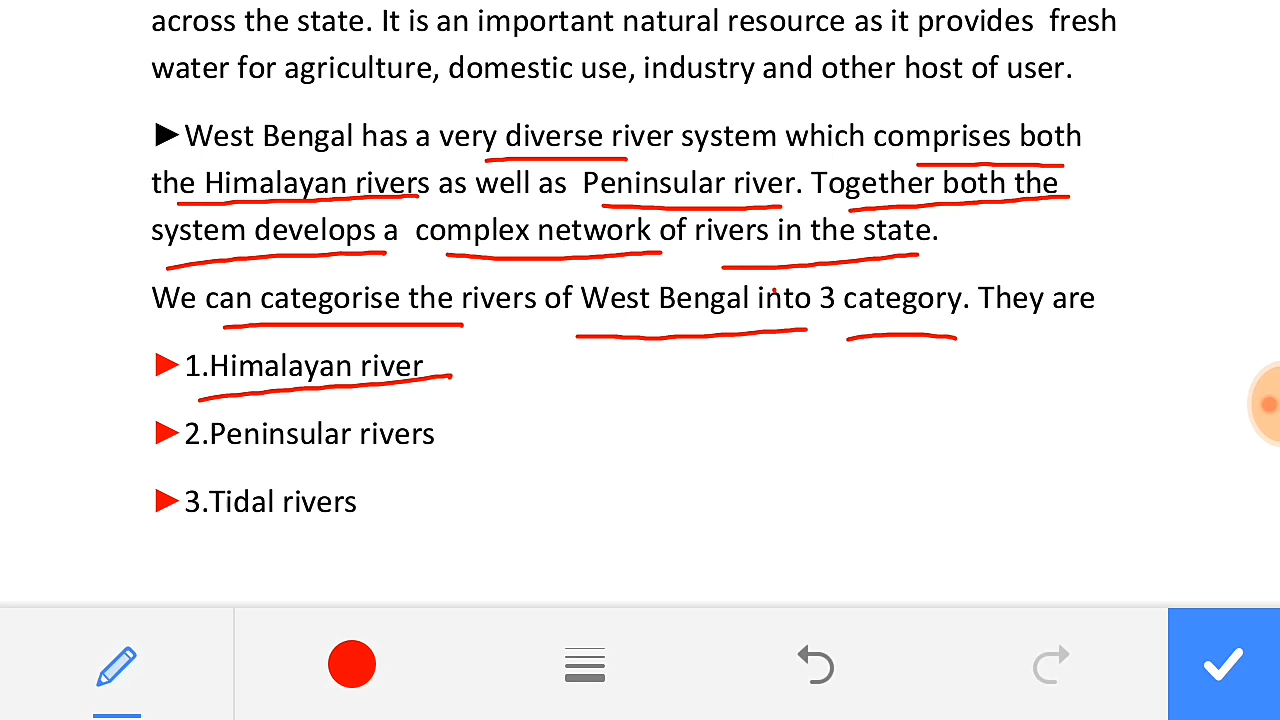 across the state. It is an important natural resource as it provides fresh
water for agriculture, domestic use, industry and other host of user.
►West Bengal has a very diverse river system which comprises both
the Himalayan rivers as well as Peninsular river. Together both the
system develops a complex network of rivers in the state.
We can categorise the rivers of West Bengal into 3 category. They are
►1.Himalayan river
►2.Peninsular rivers
►3.Tidal rivers